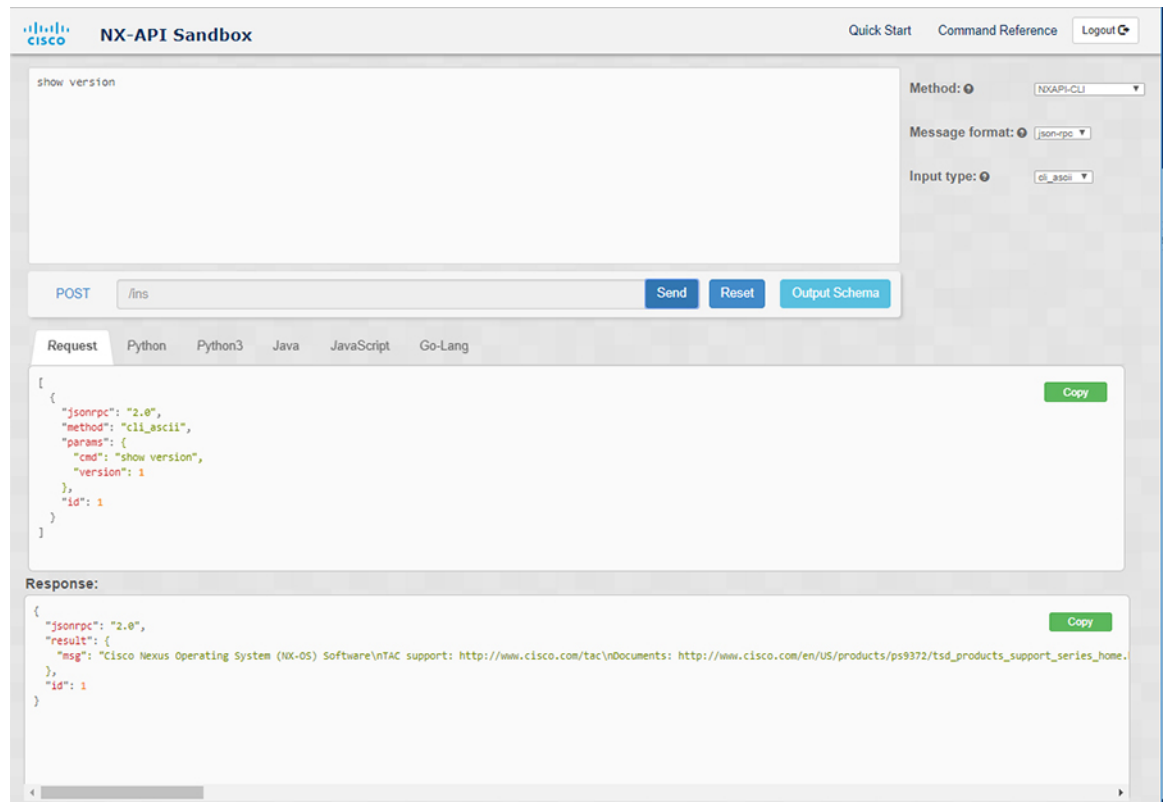 CISCO
NX-API Sandbox
Quick Start
Command Reference
Logout
show version
Method:
NXAPI-CLI
Message format:
json-rpc
Input type:
cli_ascii
POST
/ins
Send
Reset
Output Schema
Request
Python
Python3
Java
JavaScript
Go-Lang
Copy
[
{
"jsonrpc": "2.0",
"method": "cli_ascii",
"params": {
"cmd": "show version",
"version": 1
},
"id": 1
}
]
Response:
Copy
{
"jsonrpc": "2.0",
"result": {
"msg": "Cisco Nexus Operating System (NX-OS) Software\nTAC support: http://www.cisco.com/tac\nDocuments: http://www.cisco.com/en/US/products/ps9372/tsd_products_support_series_home.
},
"id": 1
}